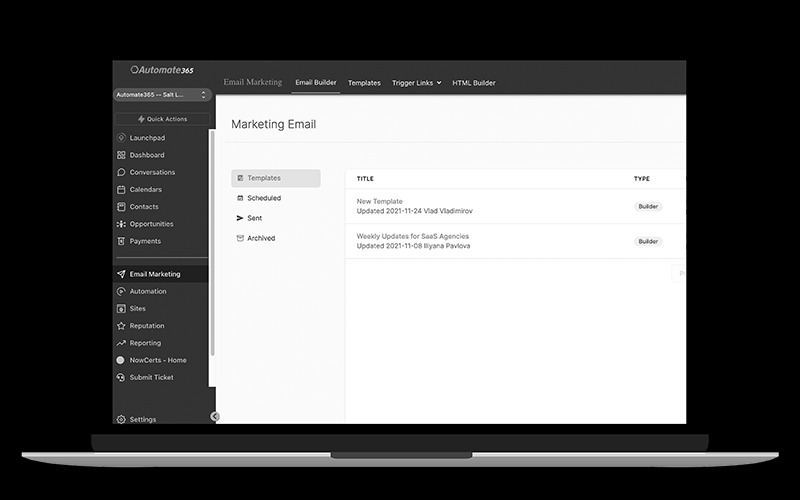 Automate365
Automate365 -- Salt L...
Quick Actions
Launchpad
Dashboard
Conversations
Calendars
Contacts
Opportunities
Payments
Email Marketing
Automation
Sites
Reputation
Reporting
NowCerts - Home
Submit Ticket
Settings
Email Marketing
Email Builder
Templates
Trigger Links
HTML Builder
Marketing Email
Templates
Scheduled
Sent
Archived
TITLE
TYPE
New Template
Updated 2021-11-24 Vlad Vladimirov
Builder
Weekly Updates for SaaS Agencies
Updated 2021-11-08 Iliyana Pavlova
Builder